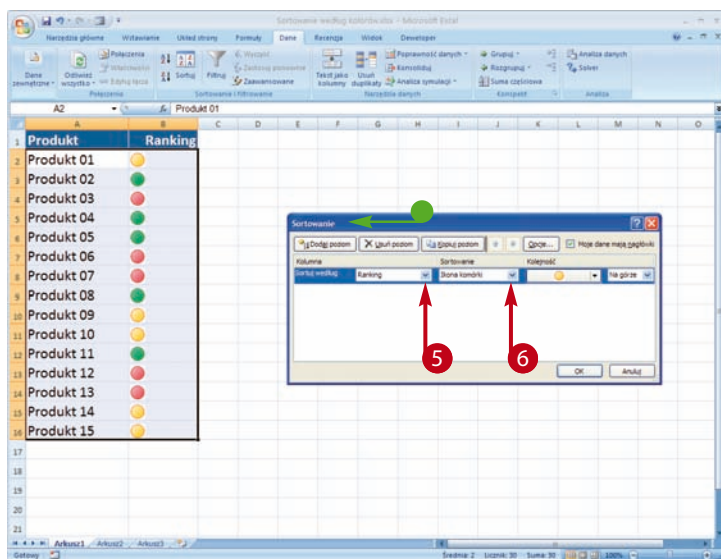 Sortowanie według kolorów.xlsx - Microsoft Excel
Narzędzia główne Wstawianie Układ strony Formuły Dane Recenzja Widok Deweloper
Dane zewnętrzne
Odśwież wszystko
Połączenia
Właściwości
Edytuj łącza
Połączenia
Sortuj
Filtruj
Wyczyść
Zastosuj ponownie
Zaawansowane
Sortowanie i filtrowanie
Tekst jako kolumny
Usuń duplikaty
Poprawność danych
Konsoliduj
Analiza symulacji
Narzędzia danych
Grupuj
Rozgrupuj
Suma częściowa
Konspekt
Analiza danych
Solver
Analiza
A2 fx Produkt 01
A B C D E F G H I J K L M N O
1 Produkt Ranking
2 Produkt 01
3 Produkt 02
4 Produkt 03
5 Produkt 04
6 Produkt 05
7 Produkt 06
8 Produkt 07
9 Produkt 08
10 Produkt 09
11 Produkt 10
12 Produkt 11
13 Produkt 12
14 Produkt 13
15 Produkt 14
16 Produkt 15
17
18
19
20
21
Sortowanie
Dodaj poziom Usuń poziom Kopiuj poziom Opcje... Moje dane mają nagłówki
Kolumna Sortowanie Kolejność
Sortuj według Ranking Ikona komórki Na górze
5 6
OK Anuluj
Arkusz1 Arkusz2 Arkusz3
Gotowy Średnia: 2 Licznik: 30 Suma: 30 100%